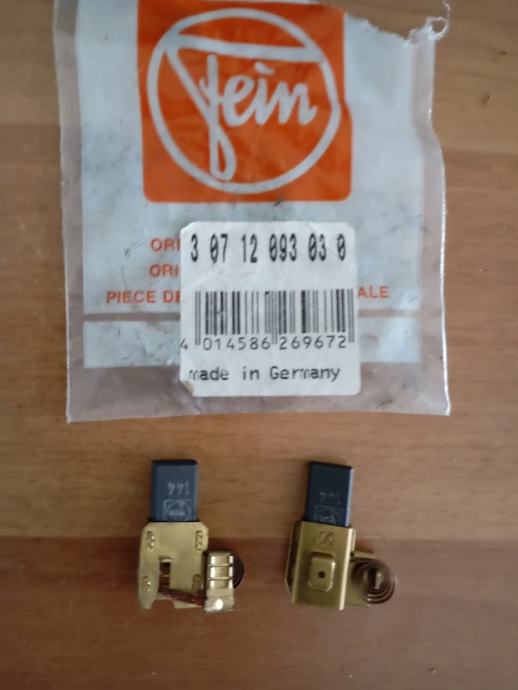 Fein
ORI
3 07 12 093 03 0
ORI
PIECE DE ALE
4 014586 269672
made in Germany
144
144